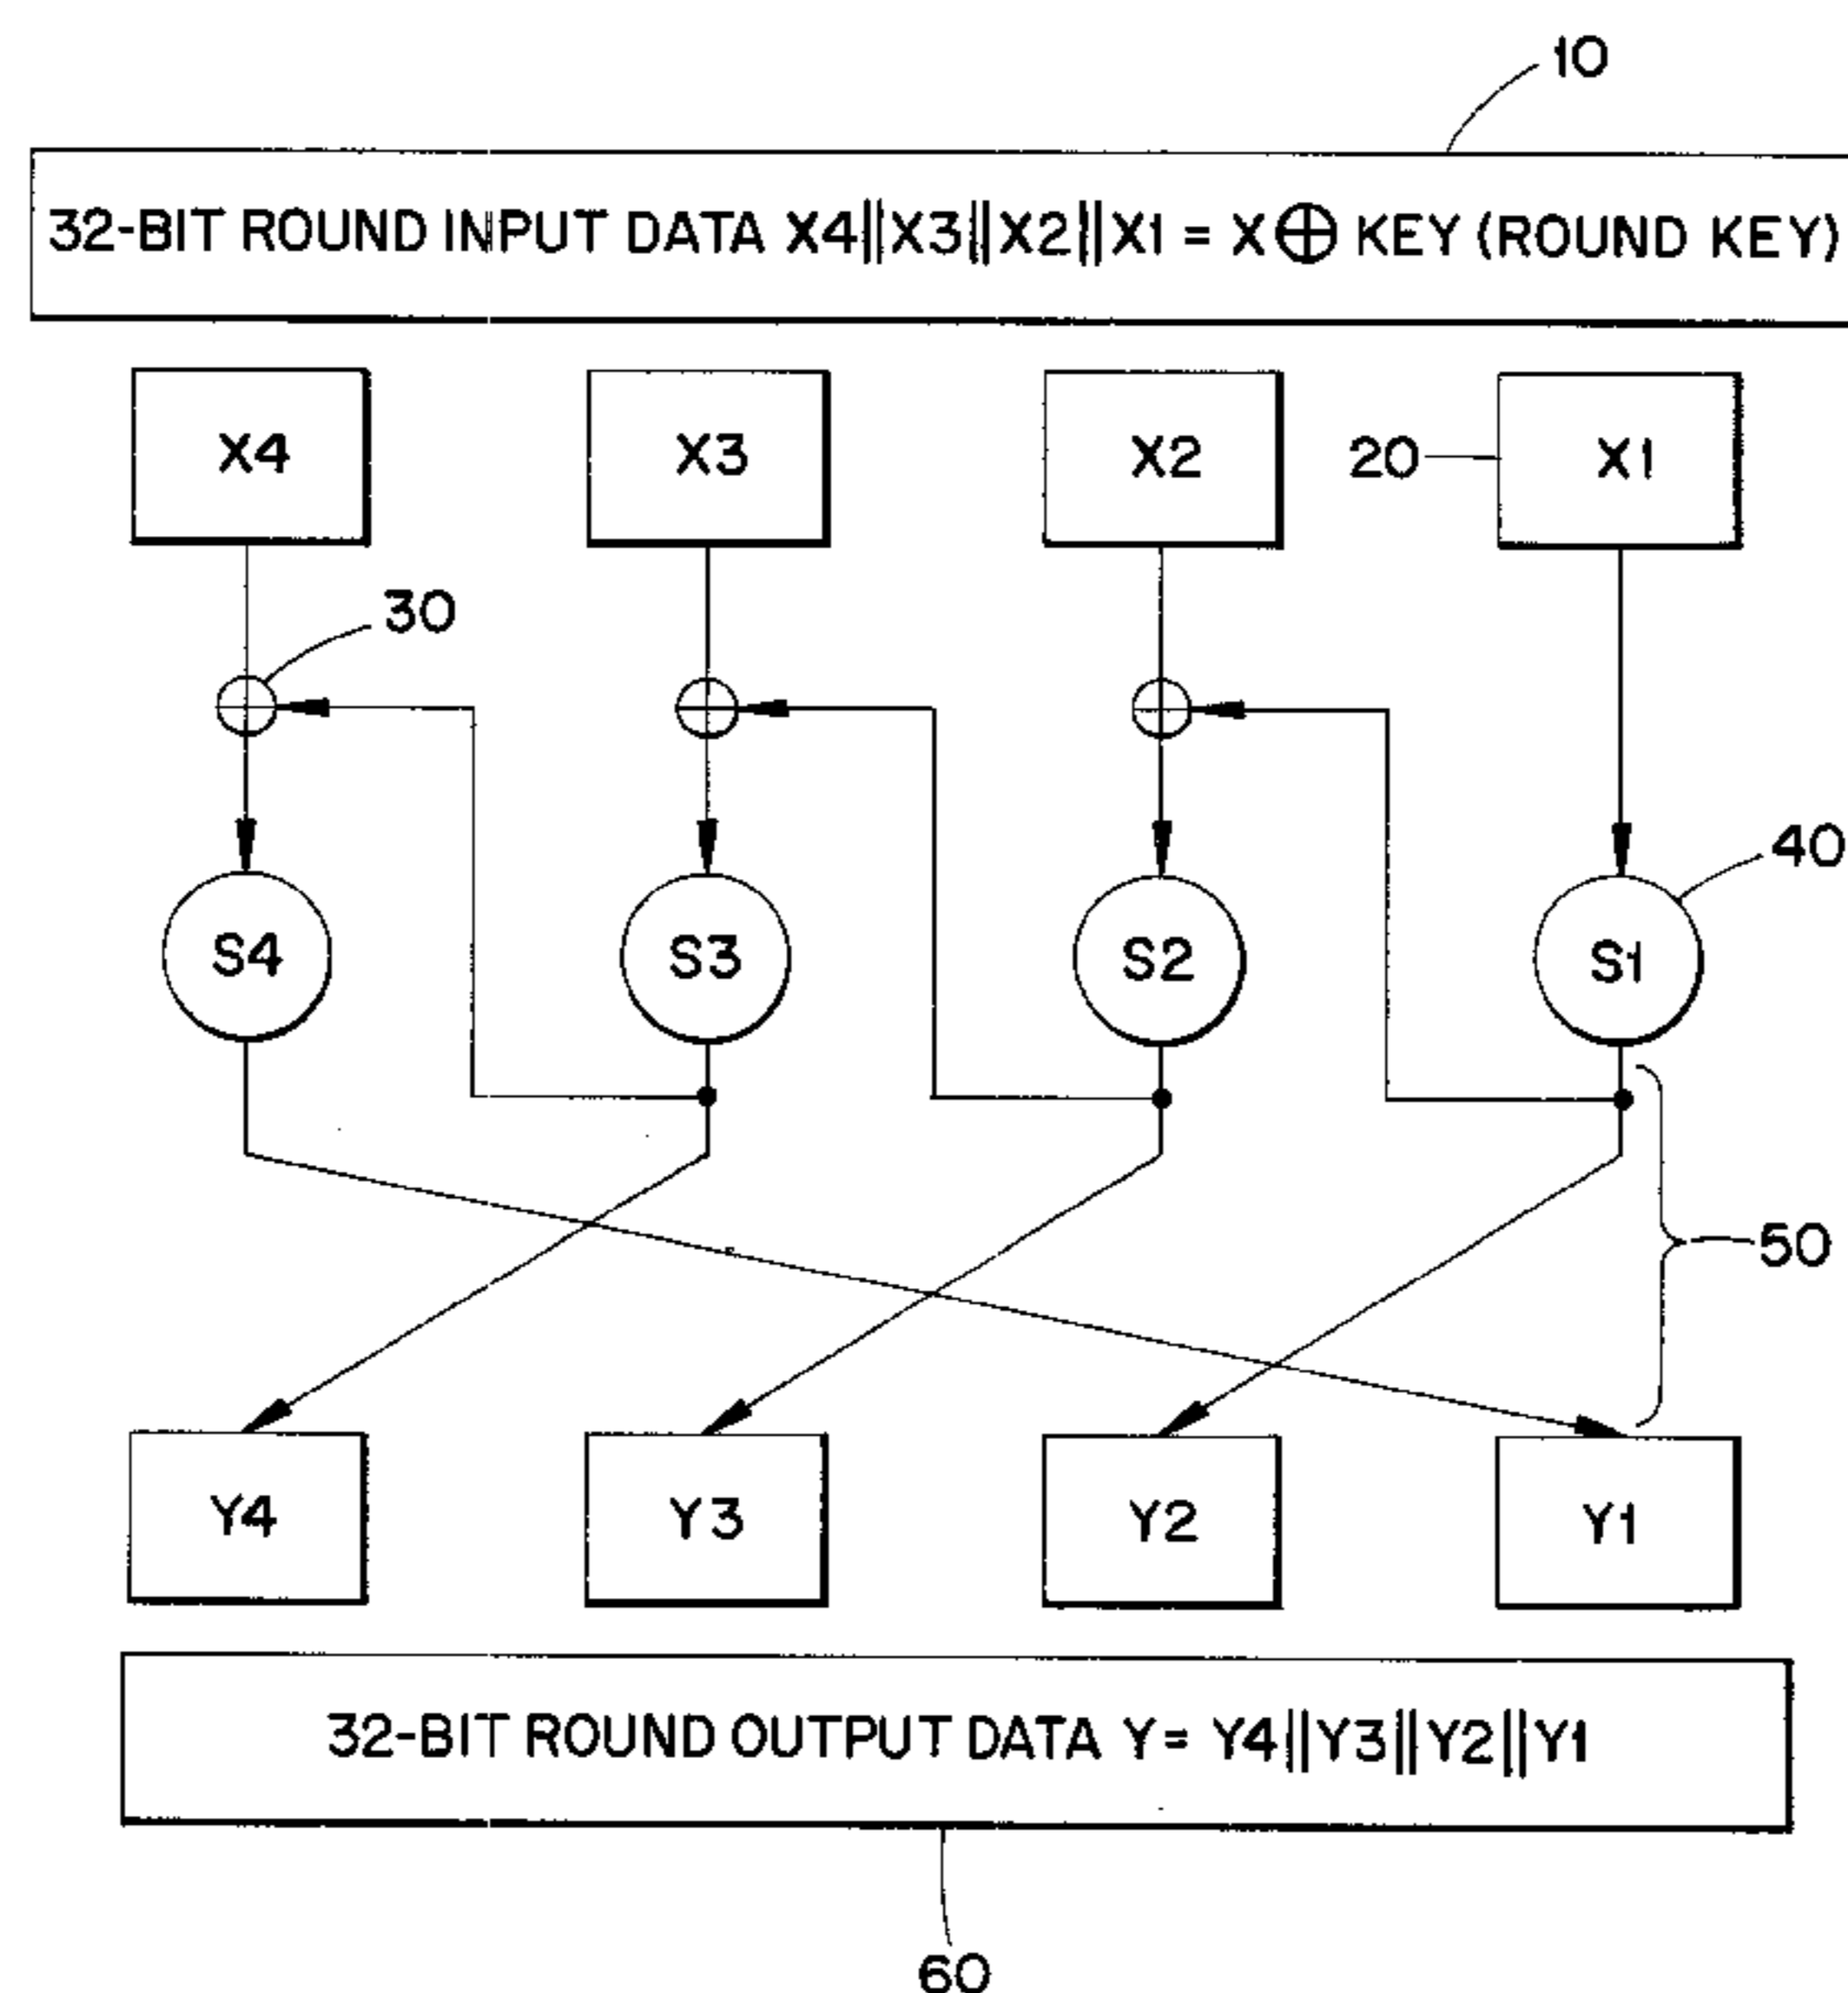 10
32-BIT ROUND INPUT DATA X4||X3||X2||X1 = X⊕ KEY (ROUND KEY)
X4 X3 X2 20 X1
30
40
S4 S3 S2 S1
50
Y4 Y3 Y2 Y1
32-BIT ROUND OUTPUT DATA Y= Y4||Y3||Y2||Y1
60